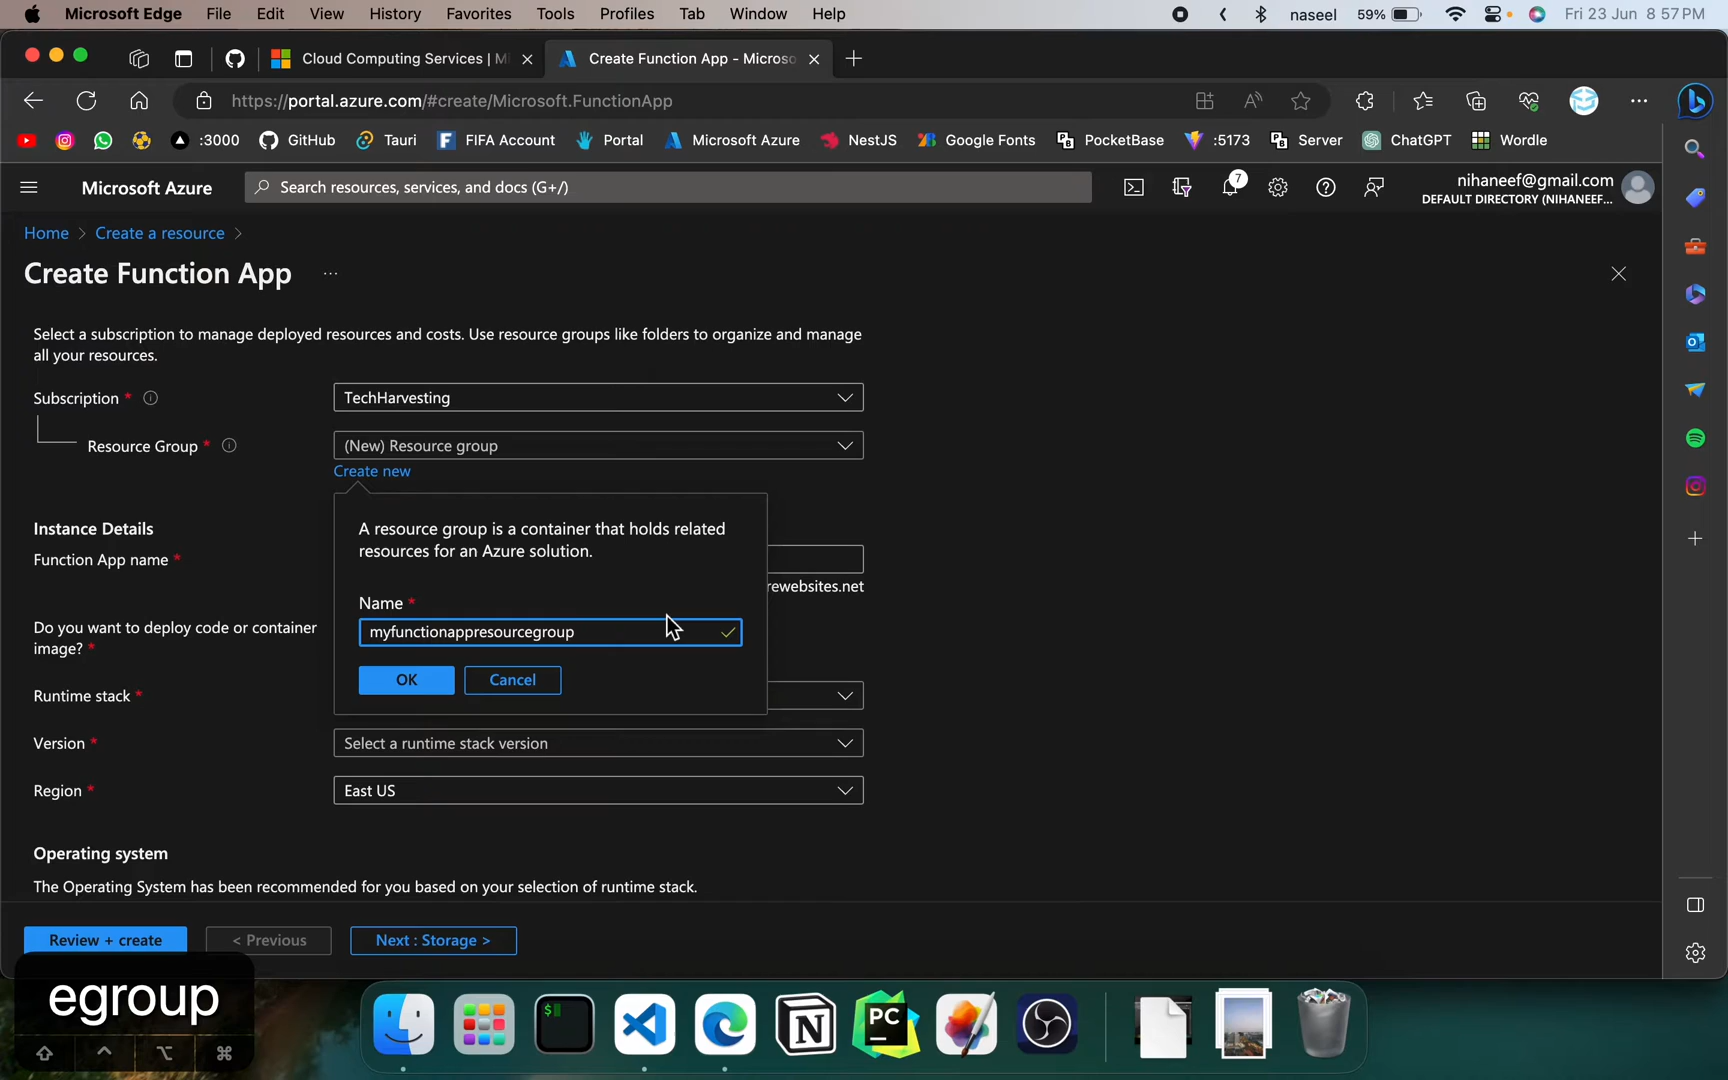 Microsoft Edge File Edit View History Favorites Tools Profiles Tab Window Help naseel 59% Fri 23 Jun 8 57 PM
Cloud Computing Services | Mi Create Function App - Microso
https://portal.azure.com/#create/Microsoft.FunctionApp
:3000 GitHub Tauri FIFA Account Portal Microsoft Azure NestJS Google Fonts PocketBase :5173 Server ChatGPT Wordle
Microsoft Azure Search resources, services, and docs (G+/) 7 nihaneef@gmail.com
DEFAULT DIRECTORY (NIHANEEF...
Home > Create a resource >
Create Function App ...
Select a subscription to manage deployed resources and costs. Use resource groups like folders to organize and manage
all your resources.
Subscription * TechHarvesting
Resource Group * (New) Resource group
Create new
A resource group is a container that holds related
resources for an Azure solution.
Name *
myfunctionappresourcegroup
OK Cancel
Instance Details
Function App name *
rewebsites.net
Do you want to deploy code or container
image? *
Runtime stack *
Version * Select a runtime stack version
Region * East US
Operating system
The Operating System has been recommended for you based on your selection of runtime stack.
Review + create < Previous Next : Storage >
egroup
$
PC